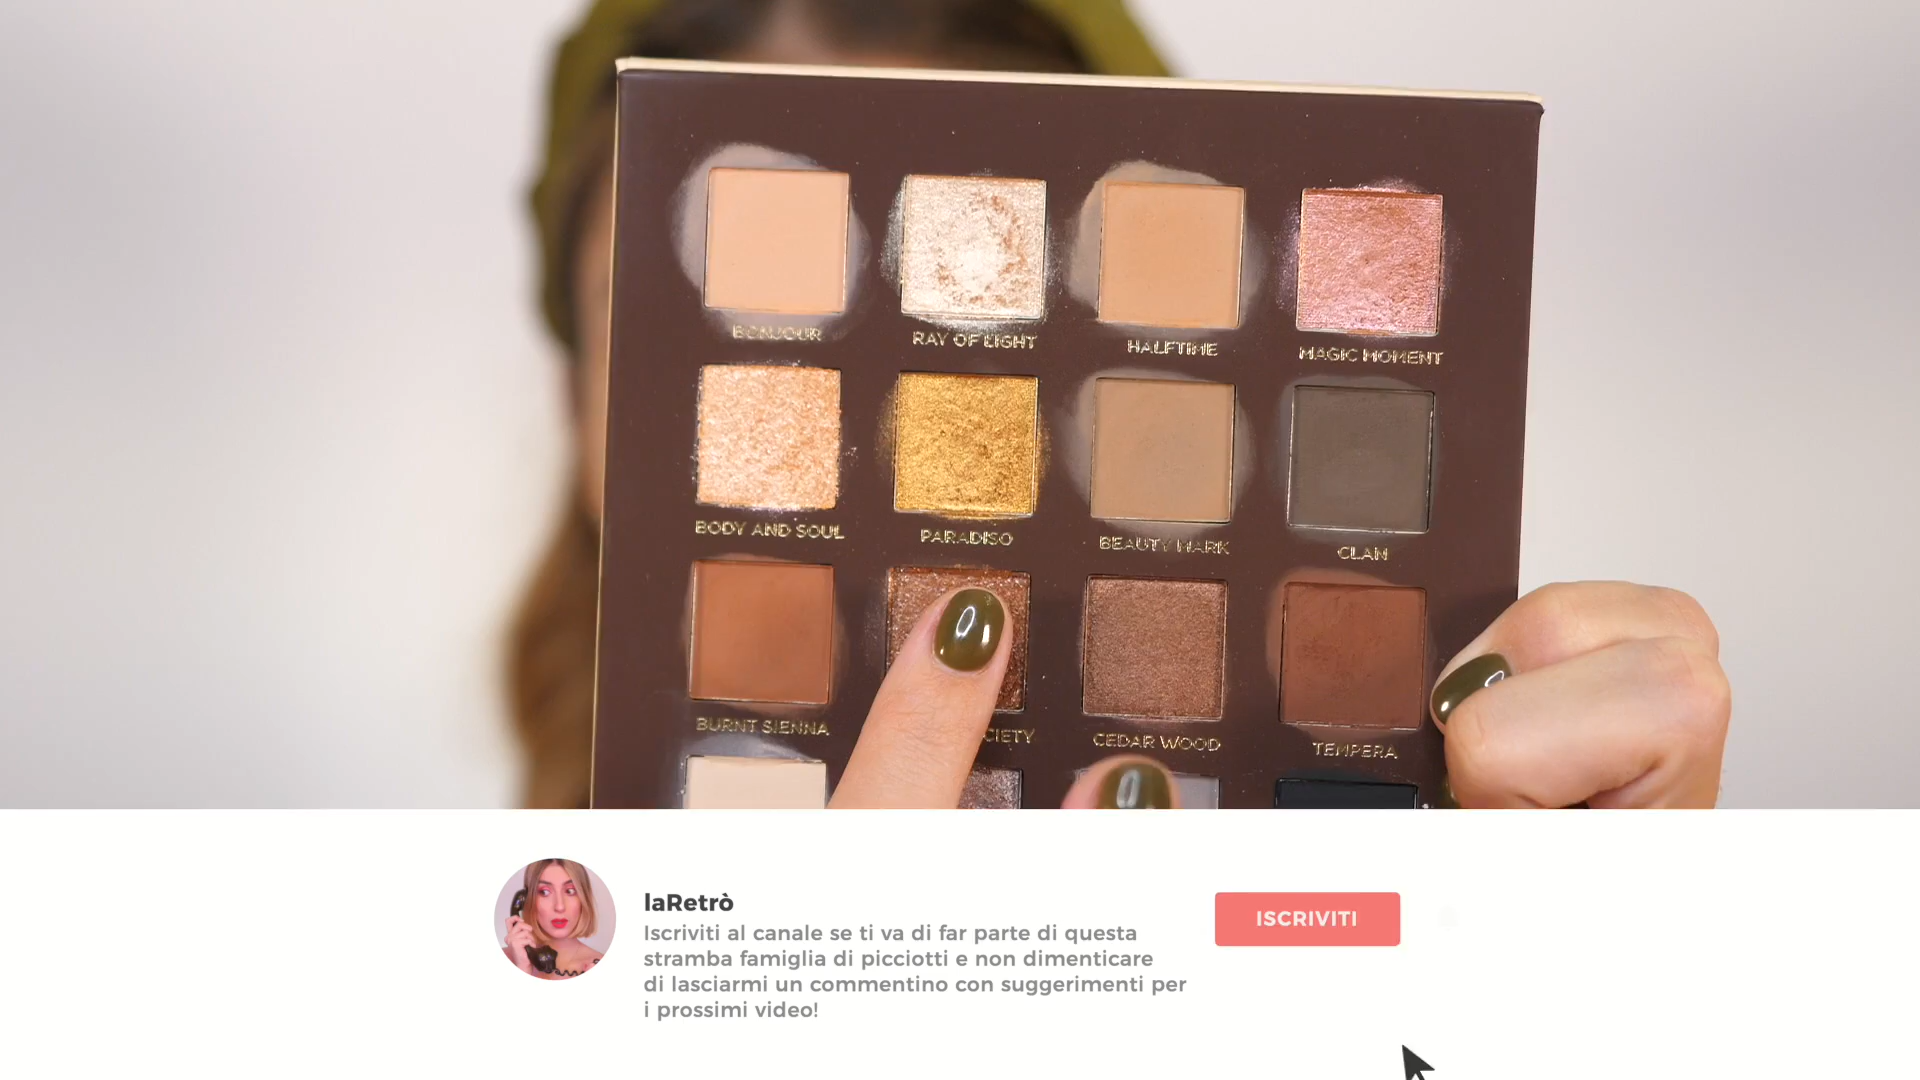 BONJOUR
RAY OF LIGHT
HALFTIME
MAGIC MOMENT
BODY AND SOUL
PARADISO
BEAUTY MARK
CLAN
BURNT SIENNA
CEDAR WOOD
TEMPERA
laRetrò
Iscriviti al canale se ti va di far parte di questa
stramba famiglia di picciotti e non dimenticare
di lasciarmi un commentino con suggerimenti per
i prossimi video!
ISCRIVITI